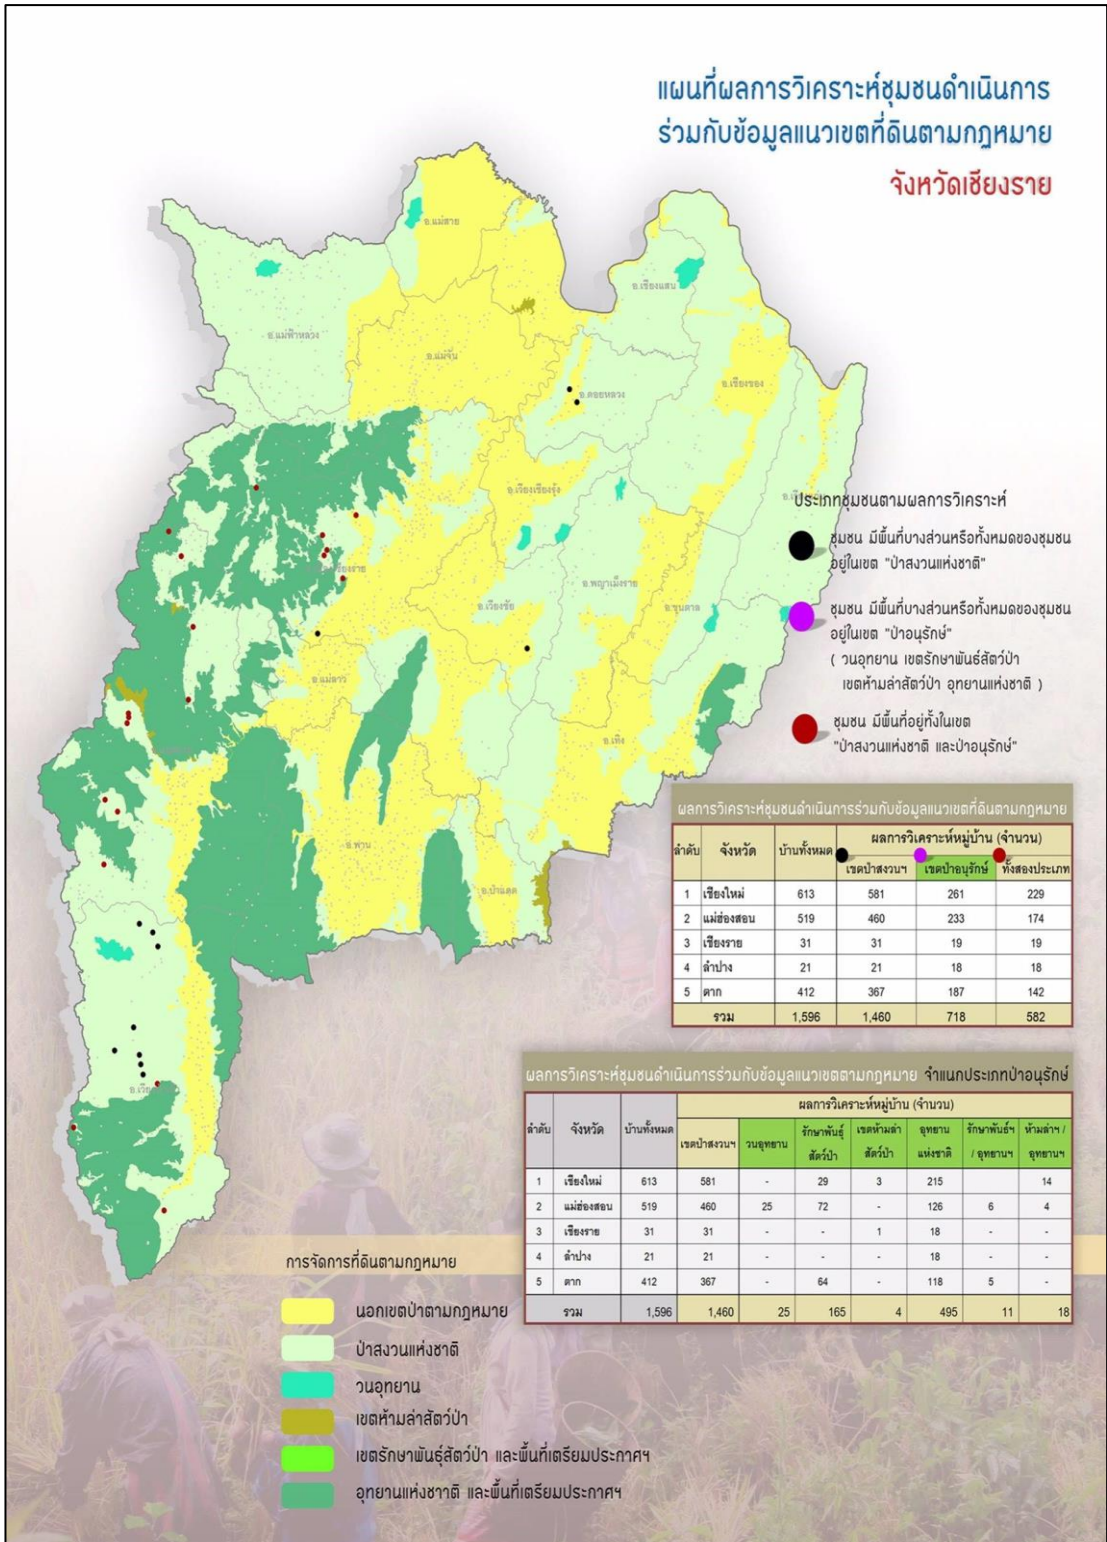 แผนที่ผลการวิเคราะห์ชุมชนดำเนินการ
ร่วมกับข้อมูลแนวเขตที่ดินตามกฎหมาย
จังหวัดเชียงราย
อ.แม่สาย
อ.เชียงแสน
อ.แม่ฟ้าหลวง
อ.แม่จัน
อ.ดอยหลวง
อ.เชียงของ
อ.เวียงเชียงรุ้ง
อ.พญาเม็งราย
อ.เวียงชัย
อ.ขุนตาล
อ.แม่ลาว
อ.เทิง
อ.พาน
อ.ป่าแดด
ประเภทชุมชนตามผลการวิเคราะห์
ชุมชน มีพื้นที่บางส่วนหรือทั้งหมดของชุมชน
อยู่ในเขต "ป่าสงวนแห่งชาติ"
ชุมชน มีพื้นที่บางส่วนหรือทั้งหมดของชุมชน
อยู่ในเขต "ป่าอนุรักษ์"
( วนอุทยาน เขตรักษาพันธ์สัตว์ป่า
เขตห้ามล่าสัตว์ป่า อุทยานแห่งชาติ )
ชุมชน มีพื้นที่อยู่ทั้งในเขต
"ป่าสงวนแห่งชาติ และป่าอนุรักษ์"
ผลการวิเคราะห์ชุมชนดำเนินการร่วมกับข้อมูลแนวเขตที่ดินตามกฎหมาย
ลำดับ จังหวัด บ้านทั้งหมด ผลการวิเคราะห์หมู่บ้าน (จำนวน)
เขตป่าสงวนฯ เขตป่าอนุรักษ์ ทั้งสองประเภท
1 เชียงใหม่ 613 581 261 229
2 แม่ฮ่องสอน 519 460 233 174
3 เชียงราย 31 31 19 19
4 ลำปาง 21 21 18 18
5 ตาก 412 367 187 142
รวม 1,596 1,460 718 582
ผลการวิเคราะห์ชุมชนดำเนินการร่วมกับข้อมูลแนวเขตตามกฎหมาย จำแนกประเภทป่าอนุรักษ์
ผลการวิเคราะห์หมู่บ้าน (จำนวน)
ลำดับ จังหวัด บ้านทั้งหมด เขตป่าสงวนฯ วนอุทยาน รักษาพันธุ์ เขตห้ามล่า อุทยาน รักษาพันธุ์ฯ ห้ามล่าฯ /
สัตว์ป่า สัตว์ป่า แห่งชาติ / อุทยานฯ อุทยานฯ
1 เชียงใหม่ 613 581 - 29 3 215 14
2 แม่ฮ่องสอน 519 460 25 72 - 126 6 4
3 เชียงราย 31 31 - - 1 18 - -
4 ลำปาง 21 21 - - - 18 - -
5 ตาก 412 367 - 64 - 118 5 -
รวม 1,596 1,460 25 165 4 495 11 18
การจัดการที่ดินตามกฎหมาย
นอกเขตป่าตามกฎหมาย
ป่าสงวนแห่งชาติ
วนอุทยาน
เขตห้ามล่าสัตว์ป่า
เขตรักษาพันธุ์สัตว์ป่า และพื้นที่เตรียมประกาศฯ
อุทยานแห่งชาาติ และพื้นที่เตรียมประกาศฯ